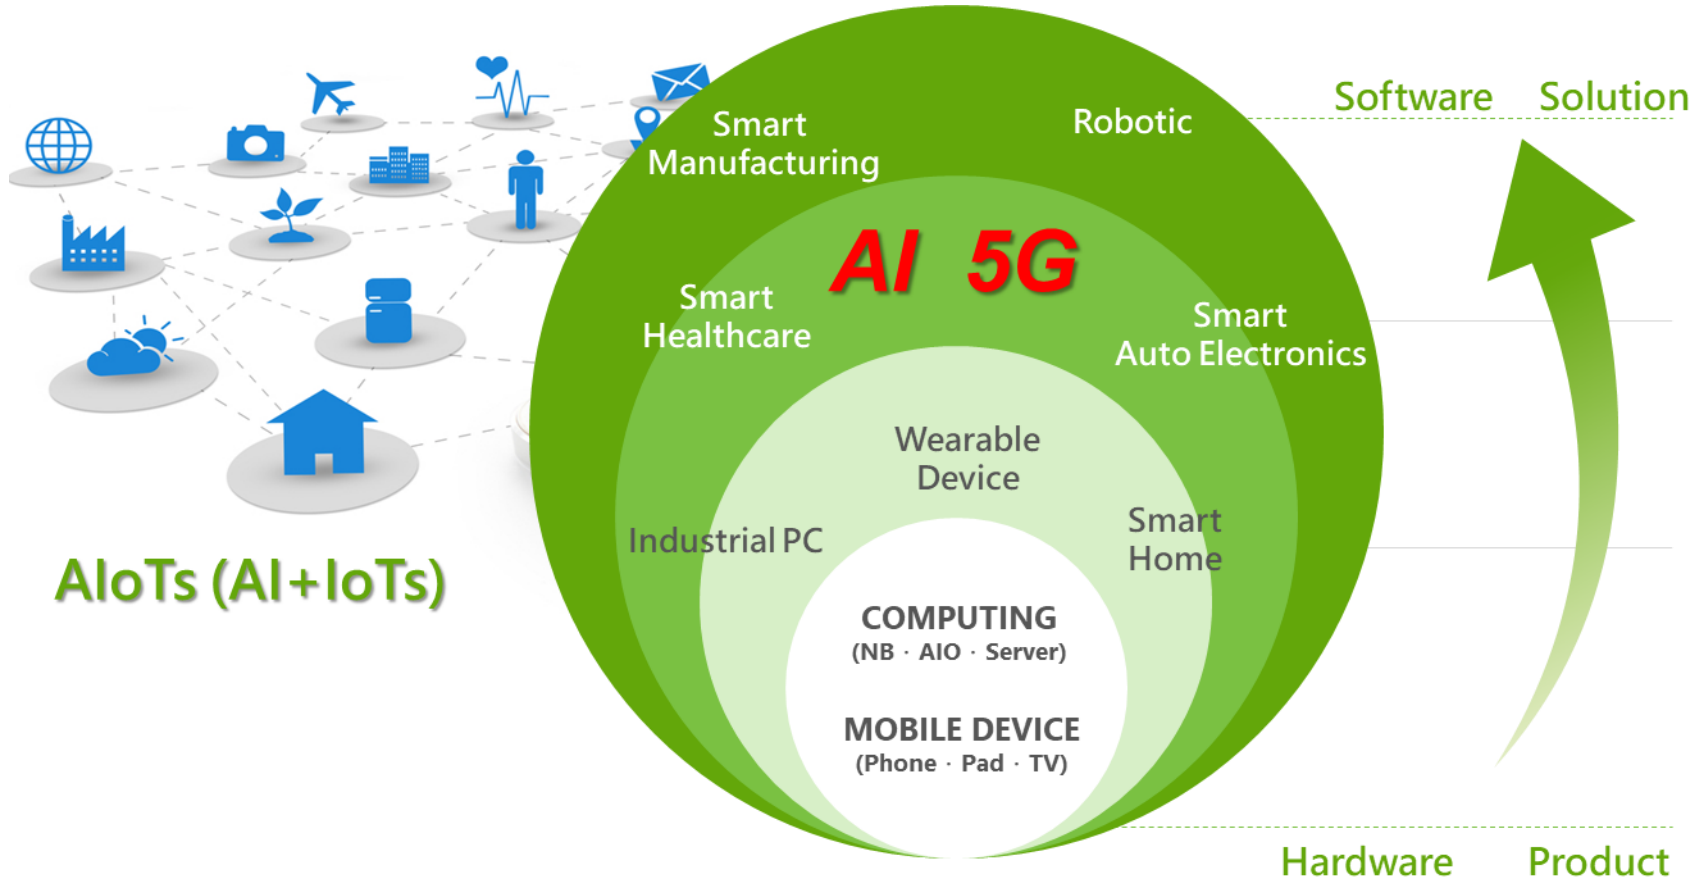 Software Solution
Smart
Manufacturing
Robotic
AI 5G
Smart
Healthcare
Smart
Auto Electronics
Wearable
Device
Industrial PC
Smart
Home
AIoTs (AI+IoTs)
COMPUTING
(NB · AIO · Server)
MOBILE DEVICE
(Phone · Pad · TV)
Hardware Product